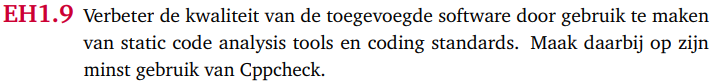 EH1.9 Verbeter de kwaliteit van de toegevoegde software door gebruik te maken
van static code analysis tools en coding standards. Maak daarbij op zijn
minst gebruik van Cppcheck.